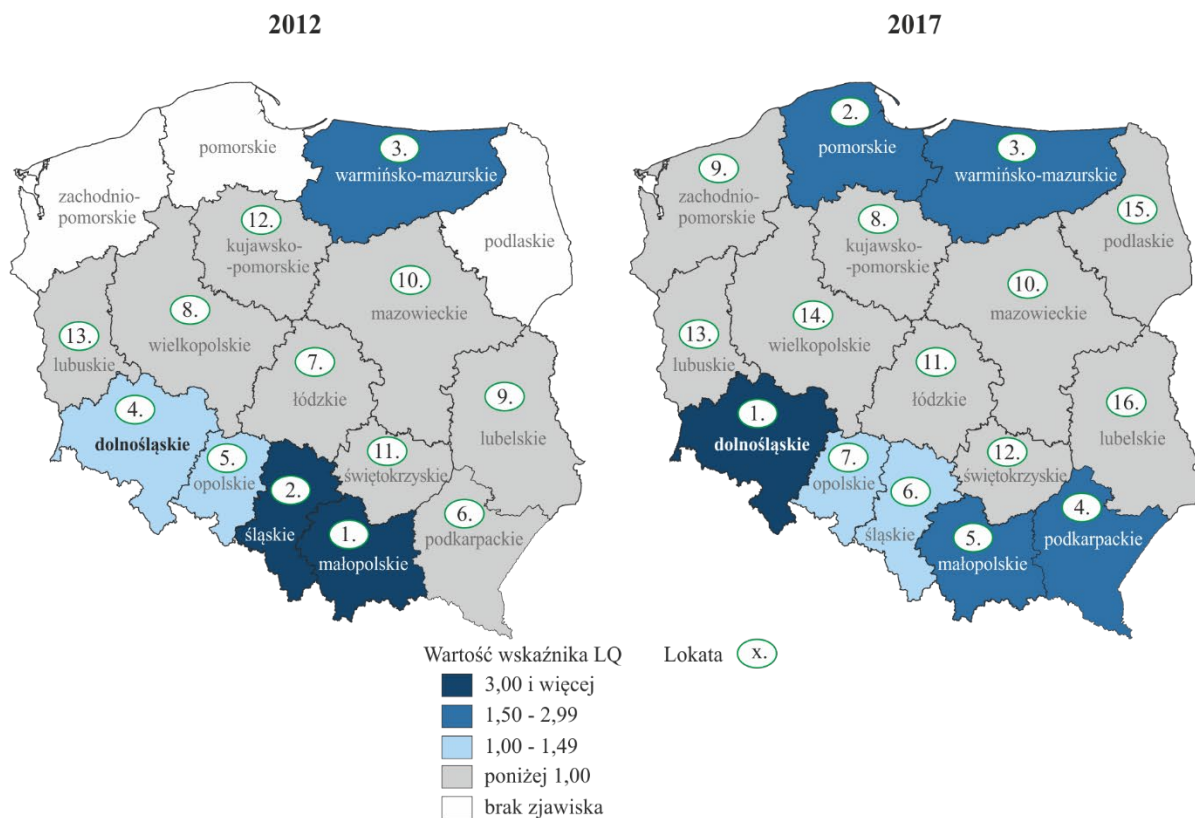 2012
pomorskie
3.
warmińsko-mazurskie
zachodnio-
pomorskie
12.
kujawsko-
-pomorskie
podlaskie
10.
mazowieckie
8.
wielkopolskie
13.
lubuskie
7.
łódzkie
9.
lubelskie
4.
dolnośląskie
5.
opolskie
2.
śląskie
11.
świętokrzyskie
1.
małopolskie
6.
podkarpackie
2017
2.
pomorskie
3.
warmińsko-mazurskie
9.
zachodnio-
pomorskie
8.
kujawsko-
-pomorskie
15.
podlaskie
10.
mazowieckie
14.
wielkopolskie
13.
lubuskie
11.
łódzkie
16.
lubelskie
1.
dolnośląskie
7.
opolskie
6.
śląskie
12.
świętokrzyskie
5.
małopolskie
4.
podkarpackie
Wartość wskaźnika LQ
3,00 i więcej
1,50 - 2,99
1,00 - 1,49
poniżej 1,00
brak zjawiska
Lokata x.